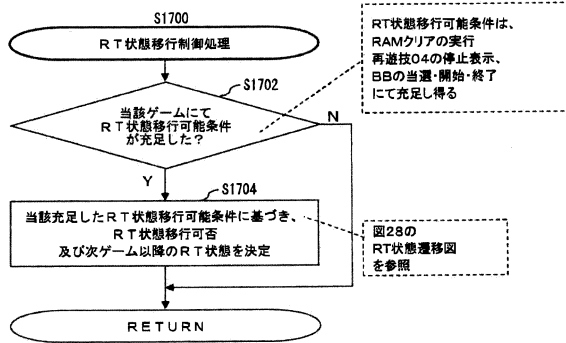 S1700
ＲＴ状態移行制御処理
RT状態移行可能条件は、
RAMクリアの実行
再遊技04の停止表示、
BBの当選・開始・終了
にて充足し得る
S1702
当該ゲームにて
ＲＴ状態移行可能条件
が充足した？
N
Y
S1704
当該充足したＲＴ状態移行可能条件に基づき、
ＲＴ状態移行可否
及び次ゲーム以降のＲＴ状態を決定
図28の
RT状態遷移図
を参照
ＲＥＴＵＲＮ